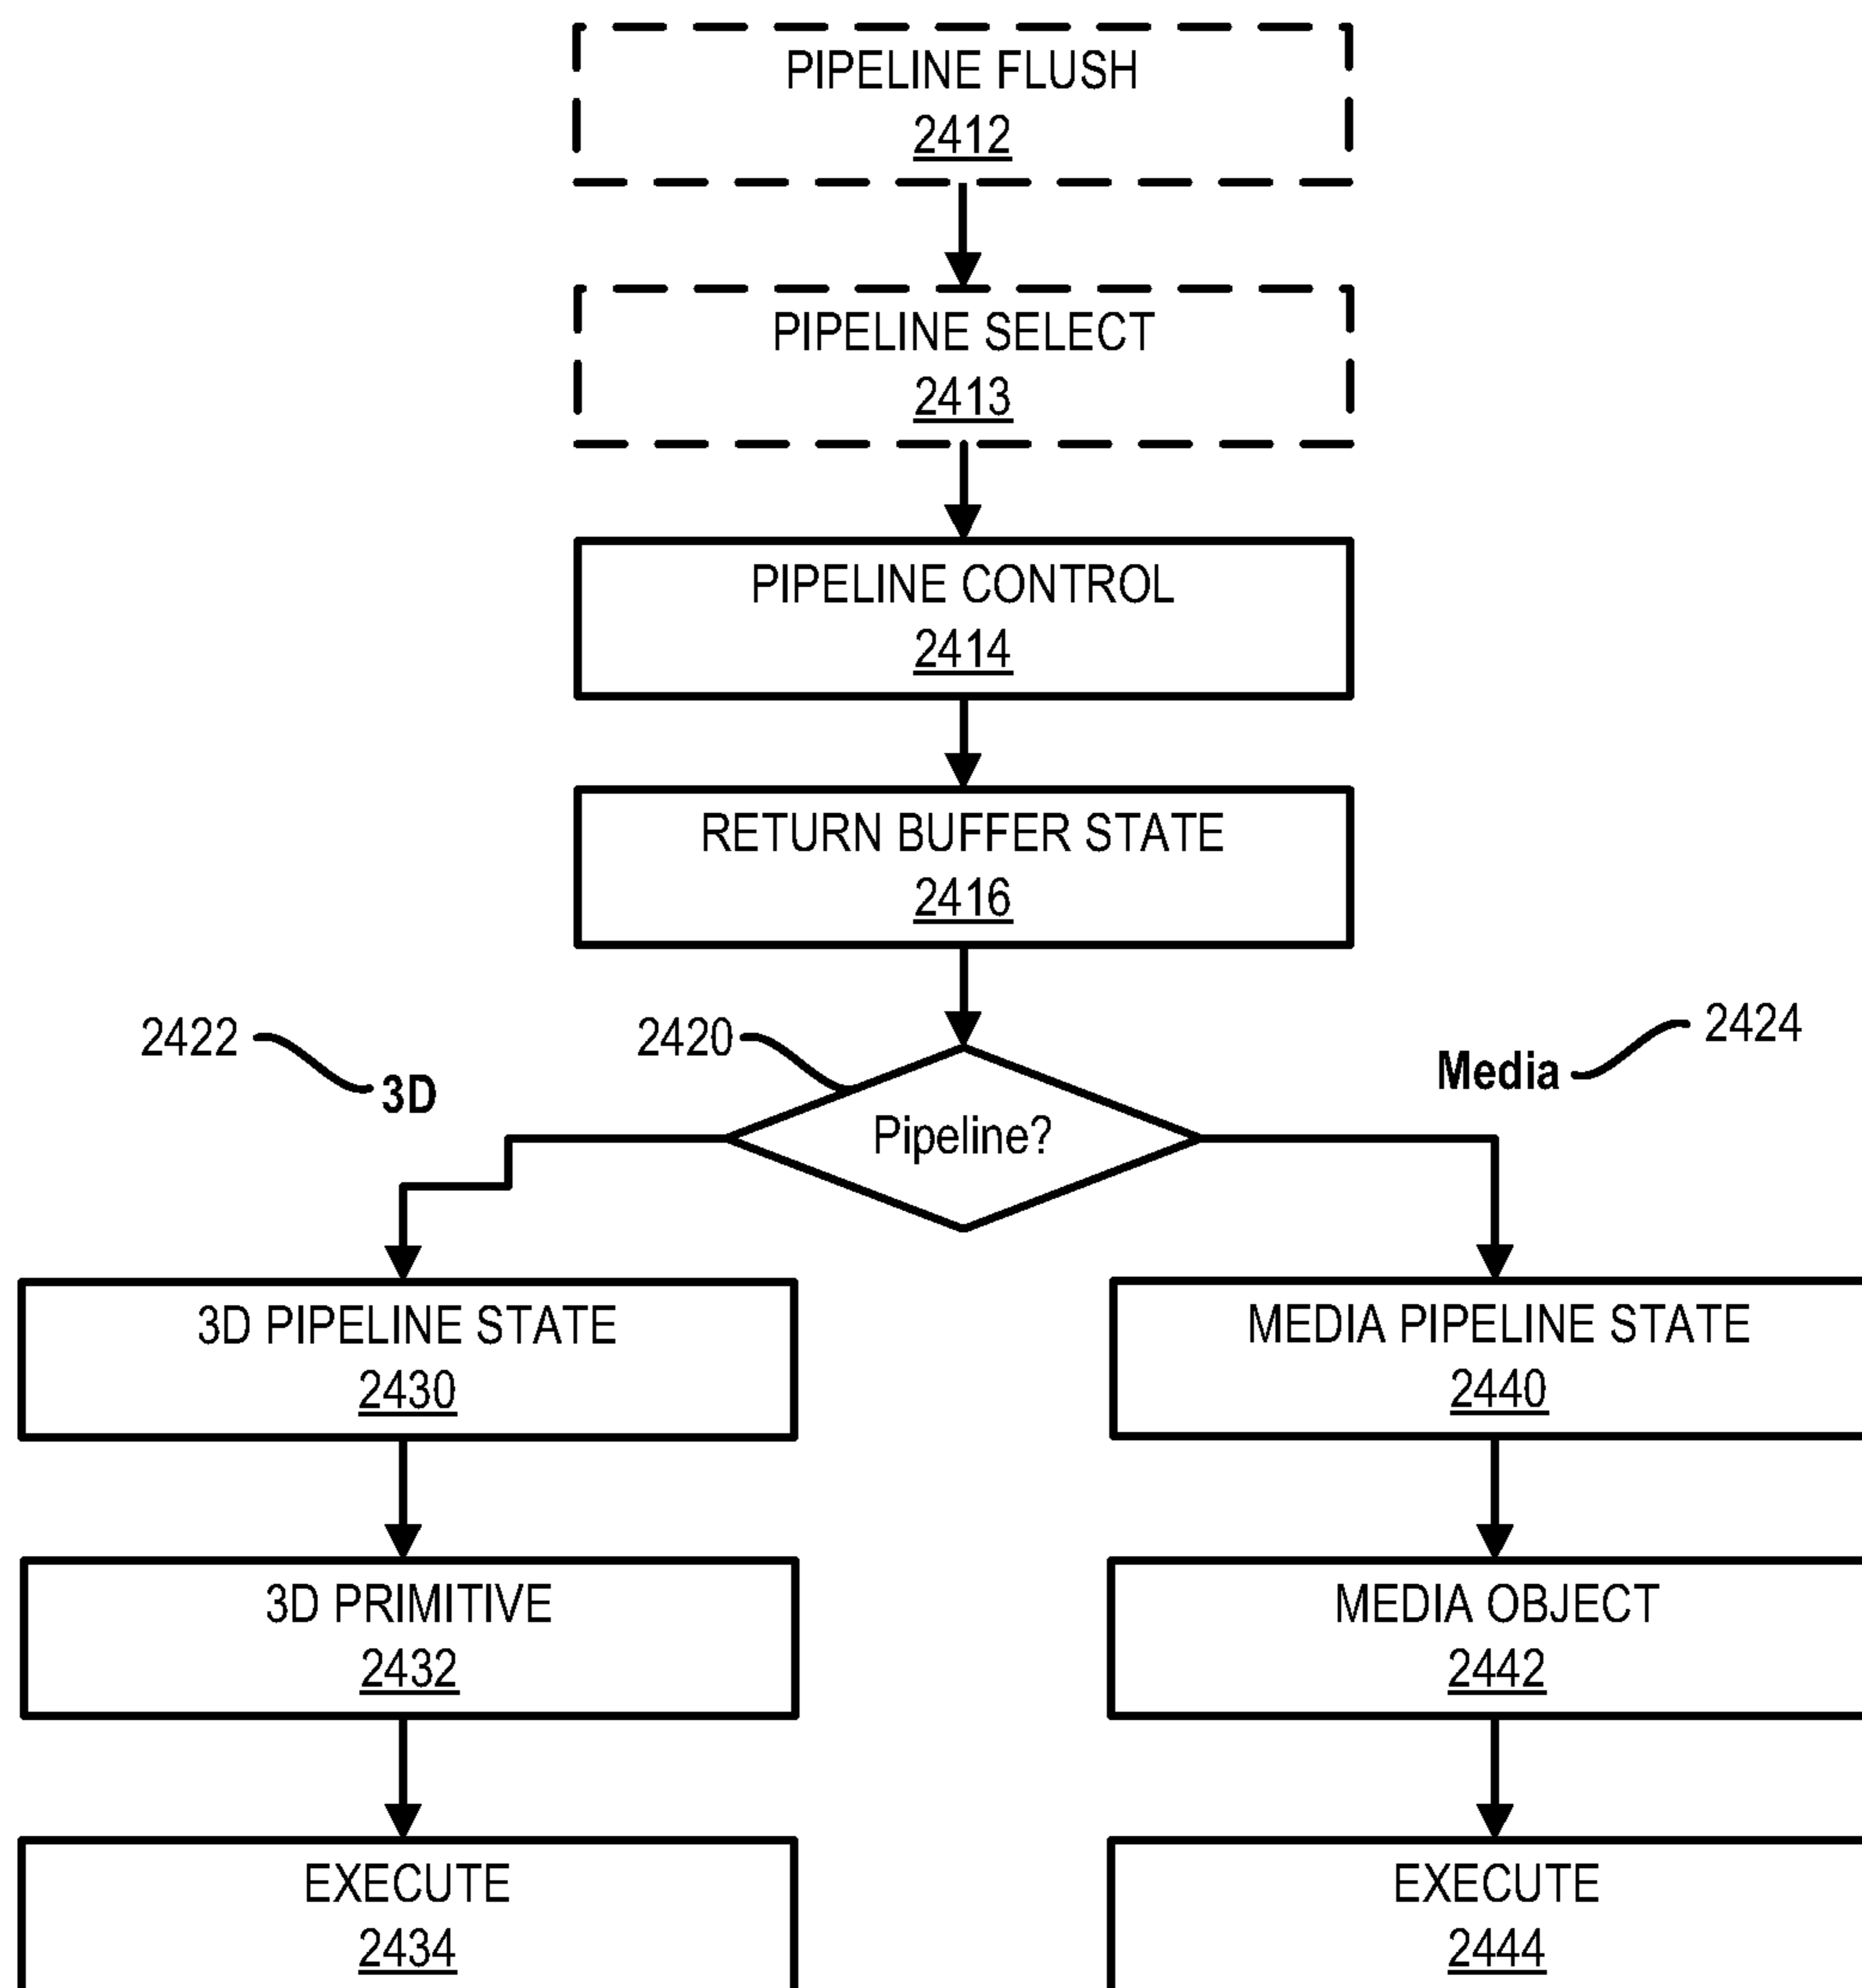 PIPELINE FLUSH
2412
PIPELINE SELECT
2413
PIPELINE CONTROL
2414
RETURN BUFFER STATE
2416
2422
3D
2420
Pipeline?
Media
2424
3D PIPELINE STATE
2430
MEDIA PIPELINE STATE
2440
3D PRIMITIVE
2432
MEDIA OBJECT
2442
EXECUTE
2434
EXECUTE
2444